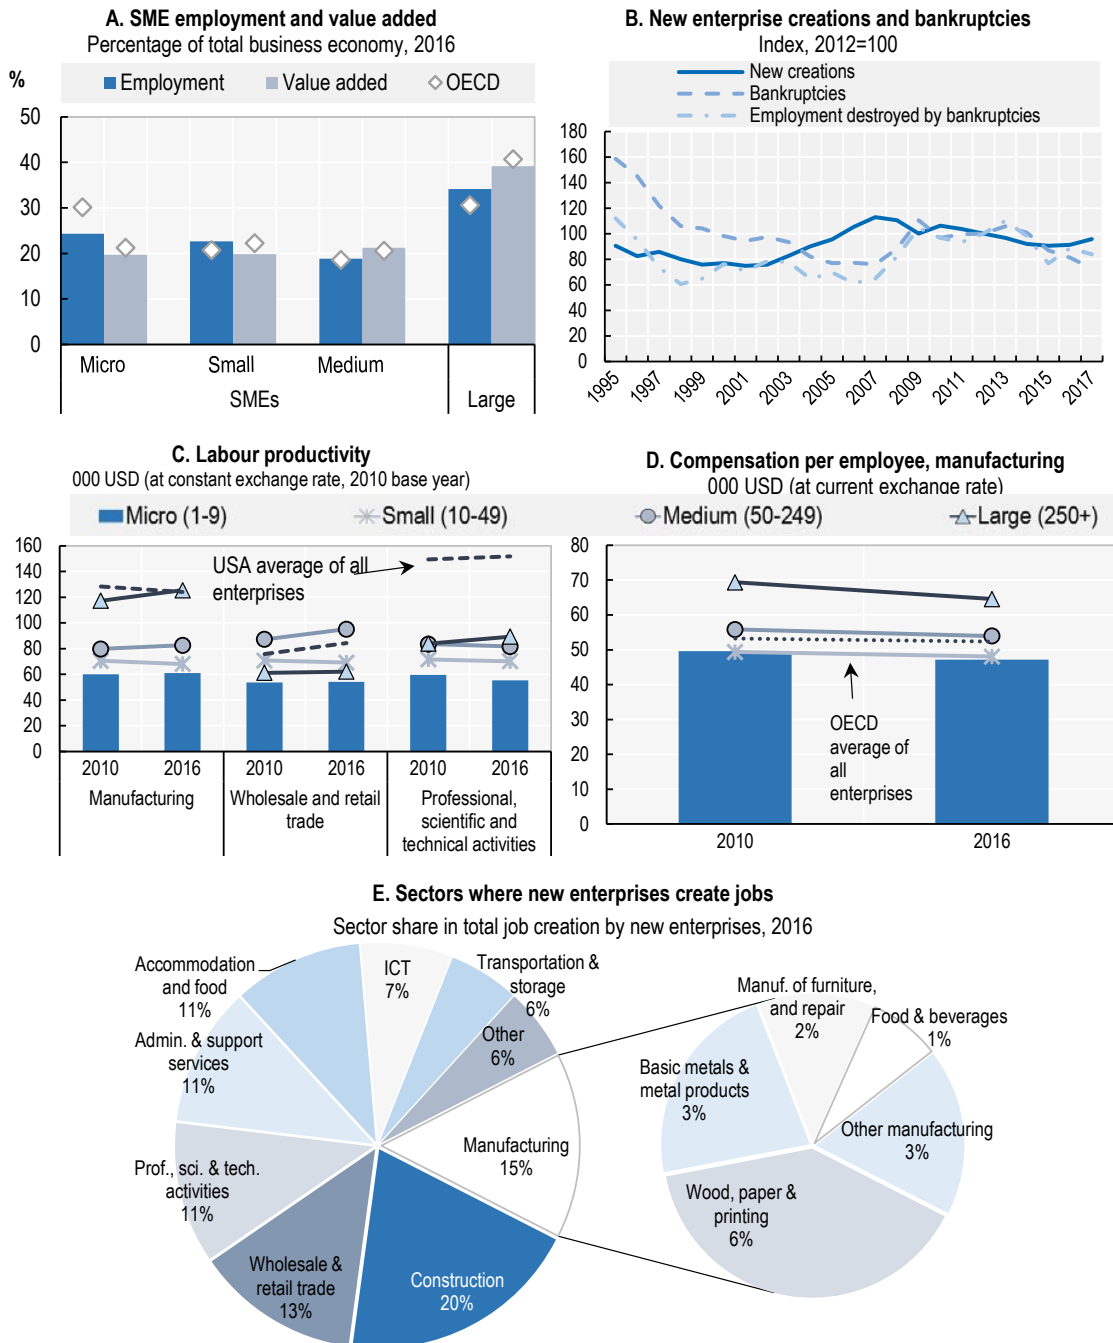 A. SME employment and value added
Percentage of total business economy, 2016
%
Employment
Value added
OECD
50
40
30
20
10
0
Micro
Small
Medium
SMEs
Large
B. New enterprise creations and bankruptcies
Index, 2012=100
New creations
Bankruptcies
Employment destroyed by bankruptcies
180
160
140
120
100
80
60
40
20
0
1995
1997
1999
2001
2003
2005
2007
2009
2011
2013
2015
2017
C. Labour productivity
000 USD (at constant exchange rate, 2010 base year)
D. Compensation per employee, manufacturing
000 USD (at current exchange rate)
Micro (1-9)
Small (10-49)
Medium (50-249)
Large (250+)
160
140
120
100
80
60
40
20
0
USA average of all
enterprises
2010
2016
2010
2016
2010
2016
Manufacturing
Wholesale and retail
trade
Professional,
scientific and
technical activities
80
70
60
50
40
30
20
10
0
OECD
average of
all
enterprises
2010
2016
E. Sectors where new enterprises create jobs
Sector share in total job creation by new enterprises, 2016
Accommodation
and food
11%
ICT
7%
Transportation &
storage
6%
Other
6%
Admin. & support
services
11%
Manufacturing
15%
Prof., sci. & tech.
activities
11%
Wholesale &
retail trade
13%
Construction
20%
Manuf. of furniture,
and repair
2%
Food & beverages
1%
Basic metals &
metal products
3%
Other manufacturing
3%
Wood, paper &
printing
6%